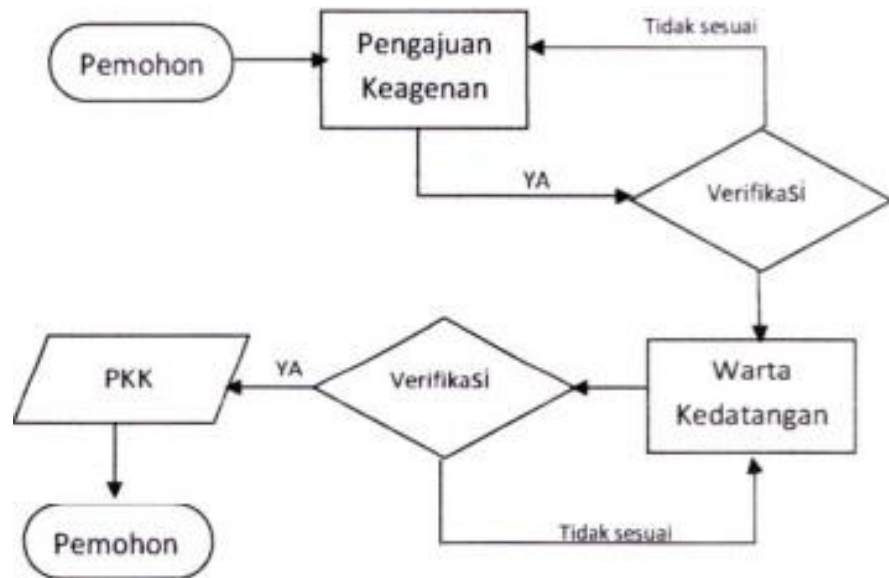 Pemohon
Pengajuan
Keagenan
Tidak sesuai
YA
Verifikasi
Warta
Kedatangan
Verifikasi
YA
PKK
Tidak sesuai
Pemohon